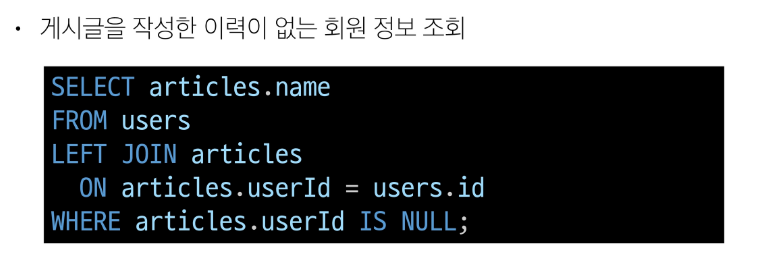 • 게시글을 작성한 이력이 없는 회원 정보 조회
SELECT articles.name
FROM users
LEFT JOIN articles
  ON articles.userId = users.id
WHERE articles.userId IS NULL;